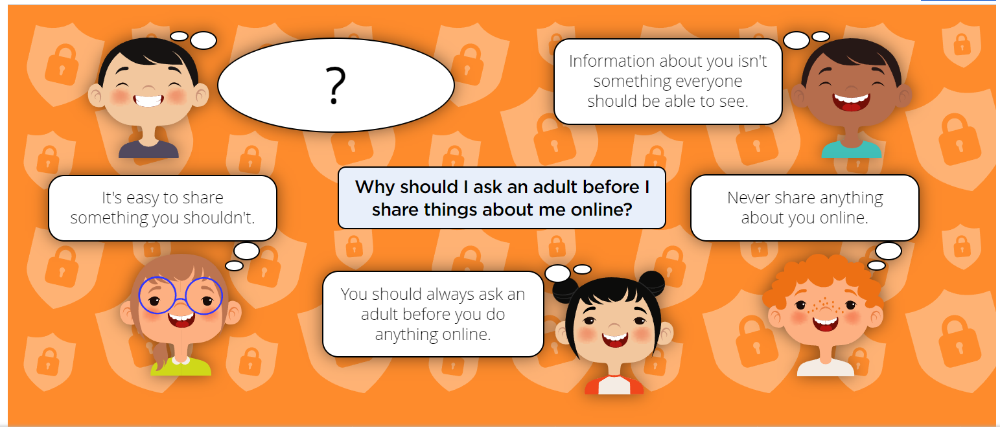 ?
Information about you isn't
something everyone
should be able to see.
Why should I ask an adult before I
share things about me online?
It's easy to share
something you shouldn't.
Never share anything
about you online.
You should always ask an
adult before you do
anything online.